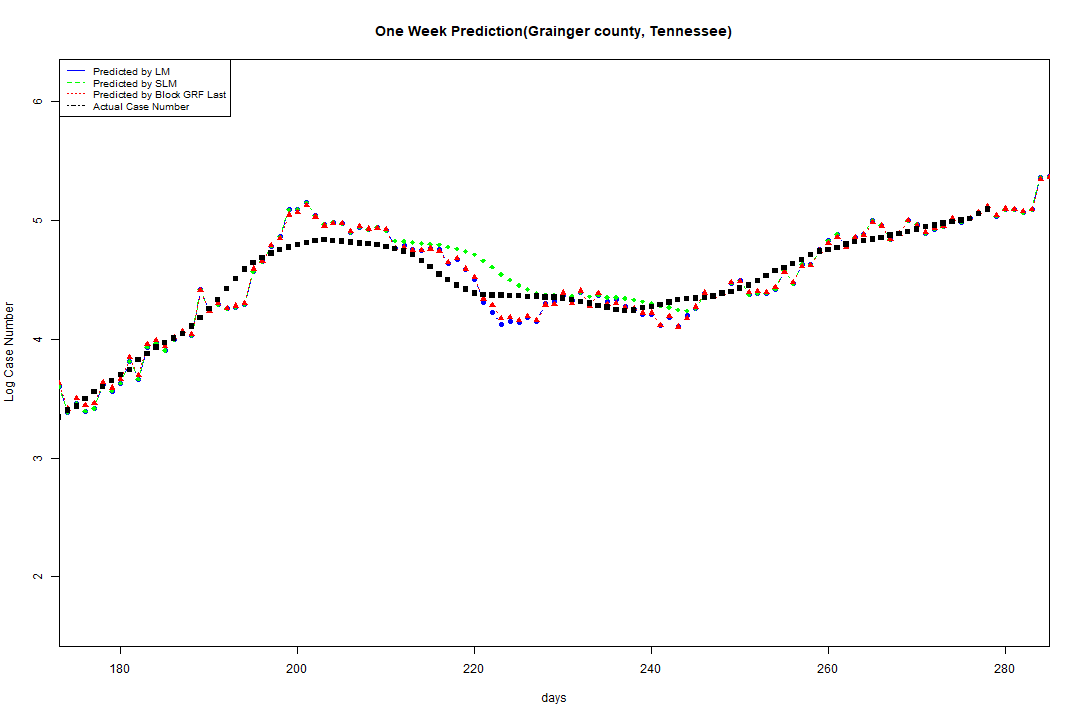 One Week Prediction(Grainger county, Tennessee)
Predicted by LM
Predicted by SLM
Predicted by Block GRF Last
Actual Case Number
6
5
4
3
2
Log Case Number
180 200 220 240 260 280
days